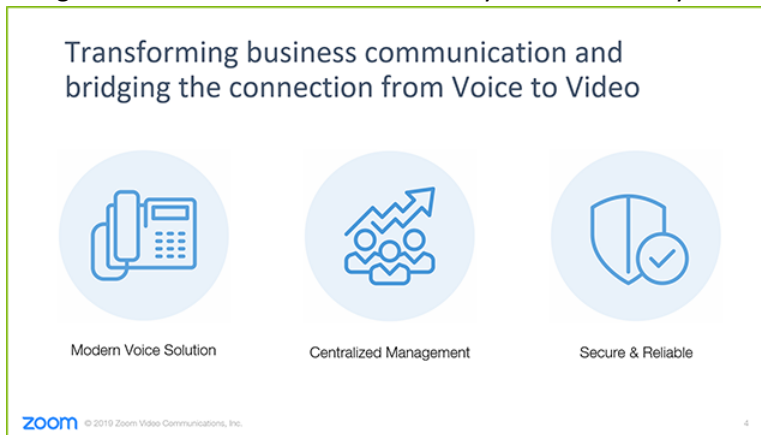 Transforming business communication and
bridging the connection from Voice to Video
Modern Voice Solution
Centralized Management
Secure & Reliable
zoom © 2019 Zoom Video Communications, Inc.
4